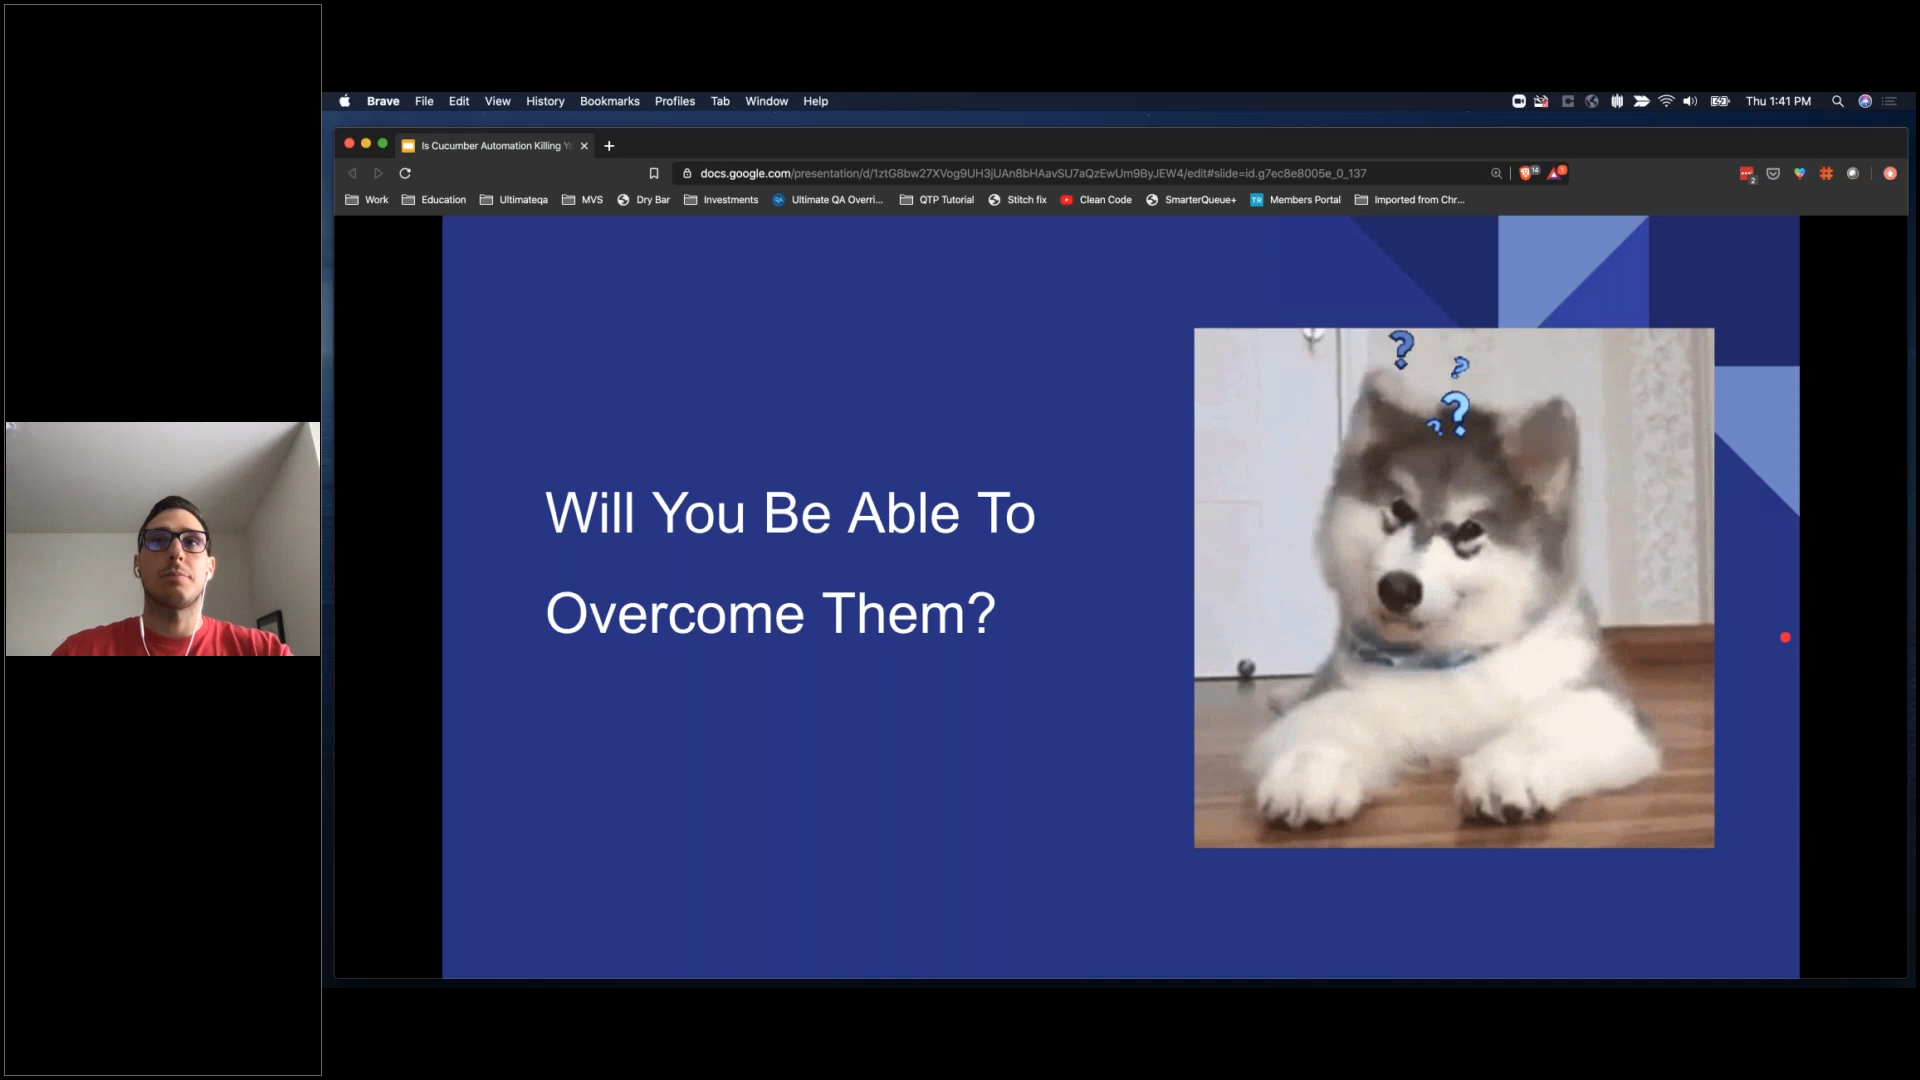 Brave File Edit View History Bookmarks Profiles Tab Window Help Thu 1:41 PM
Is Cucumber Automation Killing Y
docs.google.com/presentation/d/1ztG8bw27XVog9UH3jUAn8bHAavSU7aQzEwUm9ByJEW4/edit#slide=id.g7ec8e8005e_0_137
Work Education Ultimateqa MVS Dry Bar Investments Ultimate QA Overri... QTP Tutorial Stitch fix Clean Code SmarterQueue+ TR Members Portal Imported from Chr...
? ? ? ?
Will You Be Able To
Overcome Them?